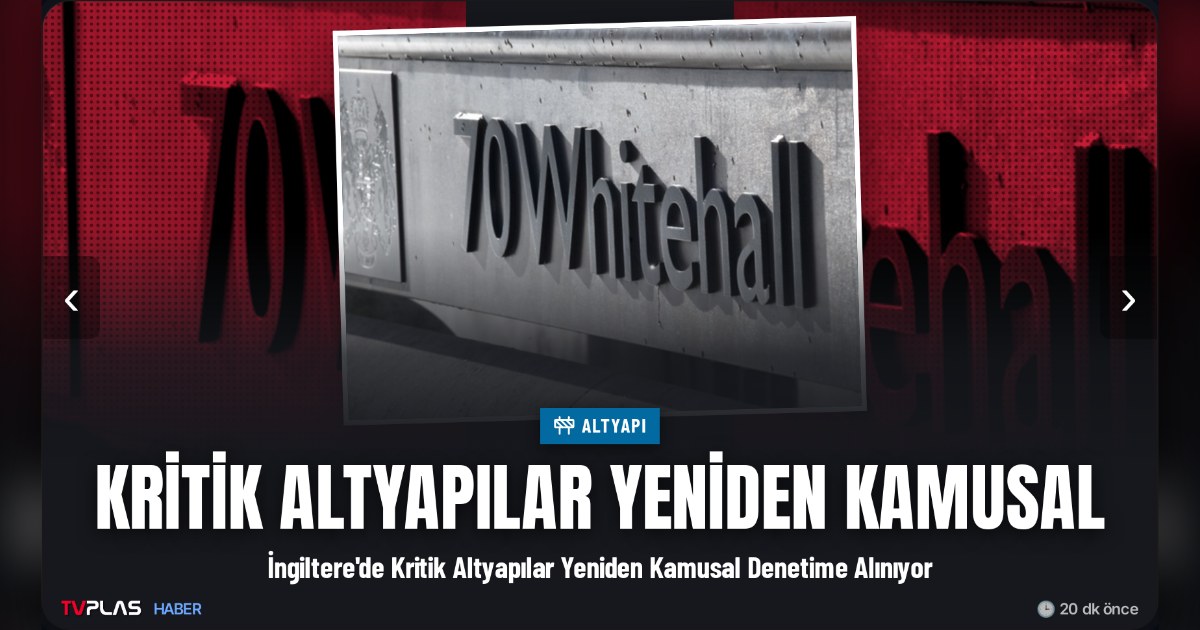 70 Whitehall
ALTYAPI
KRİTİK ALTYAPILAR YENİDEN KAMUSAL
İngiltere'de Kritik Altyapılar Yeniden Kamusal Denetime Alınıyor
TVPLAS HABER
20 dk önce